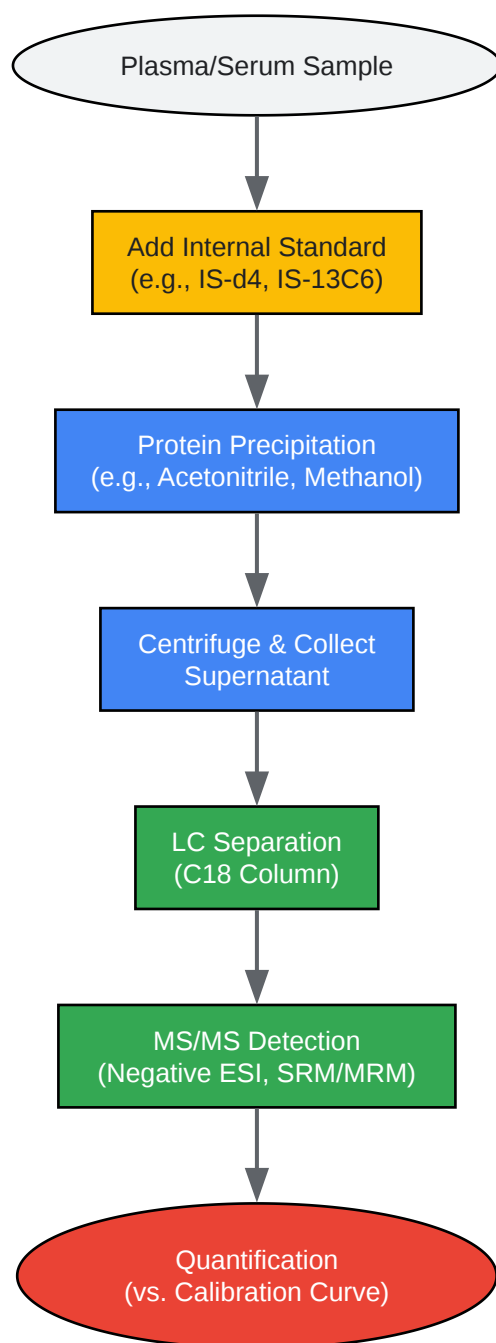 Plasma/Serum Sample
Add Internal Standard
(e.g., IS-d4, IS-13C6)
Protein Precipitation
(e.g., Acetonitrile, Methanol)
Centrifuge & Collect
Supernatant
LC Separation
(C18 Column)
MS/MS Detection
(Negative ESI, SRM/MRM)
Quantification
(vs. Calibration Curve)